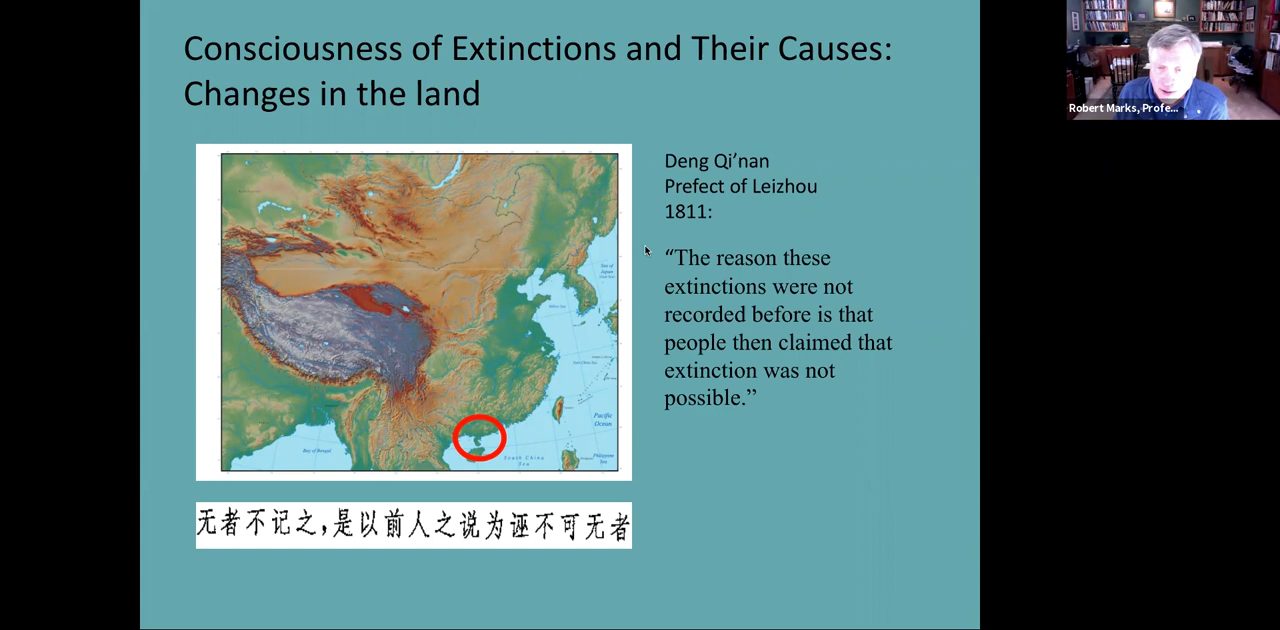 Consciousness of Extinctions and Their Causes:
Changes in the land
Deng Qi’nan
Prefect of Leizhou
1811:
“The reason these
extinctions were not
recorded before is that
people then claimed that
extinction was not
possible.”
Bay of Bengal
South China
Sea
Pacific
Ocean
Philippine
Sea
Sea of
Japan
无者不记之，是以前人之说为诬不可无者
Robert Marks, Profe...